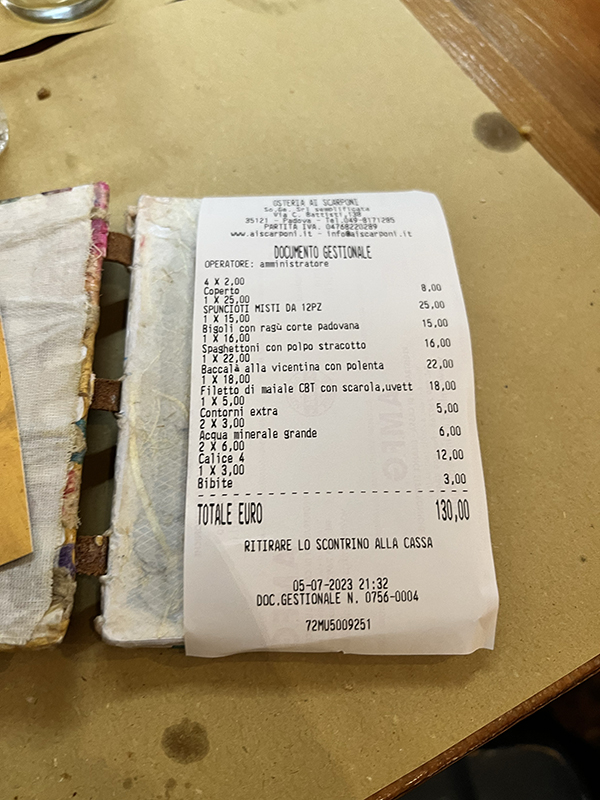 OSTERIA AI SCARPONI
So.Ge. Srl semplificata
Via C. Battisti,138
35121 - Padova - Tel.049-8171285
PARTITA IVA. 04768220289
www.aiscarponi.it - info@aiscarponi.it
DOCUMENTO GESTIONALE
OPERATORE: amministratore
4 X 2,00
Coperto 8,00
1 X 25,00
SPUNCIOTI MISTI DA 12PZ 25,00
1 X 15,00
Bigoli con ragù corte padovana 15,00
1 X 16,00
Spaghettoni con polpo stracotto 16,00
1 X 22,00
Baccalà alla vicentina con polenta 22,00
1 X 18,00
Filetto di maiale CBT con scarola,uvett 18,00
1 X 5,00
Contorni extra 5,00
2 X 3,00
Acqua minerale grande 6,00
2 X 6,00
Calice 4 12,00
1 X 3,00
Bibite 3,00
TOTALE EURO 130,00
RITIRARE LO SCONTRINO ALLA CASSA
05-07-2023 21:32
DOC.GESTIONALE N. 0756-0004
72MU5009251